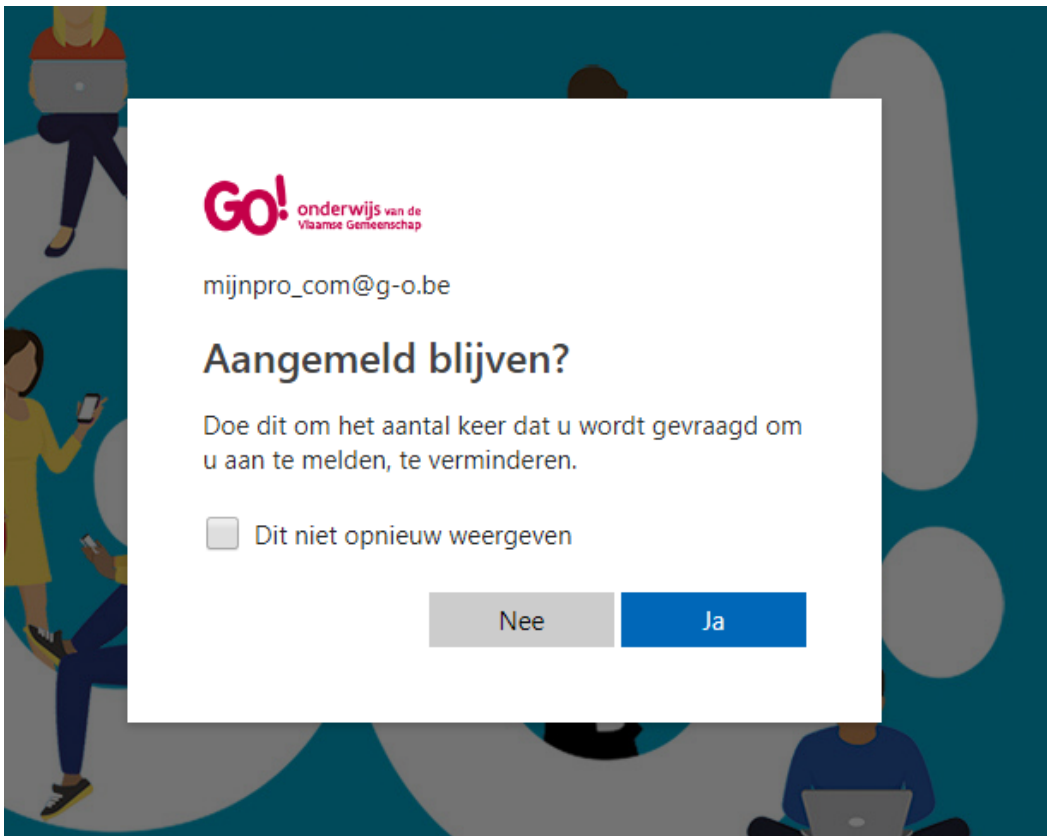 GO! onderwijs van de
Vlaamse Gemeenschap
mijnpro_com@g-o.be
Aangemeld blijven?
Doe dit om het aantal keer dat u wordt gevraagd om
u aan te melden, te verminderen.
Dit niet opnieuw weergeven
Nee
Ja